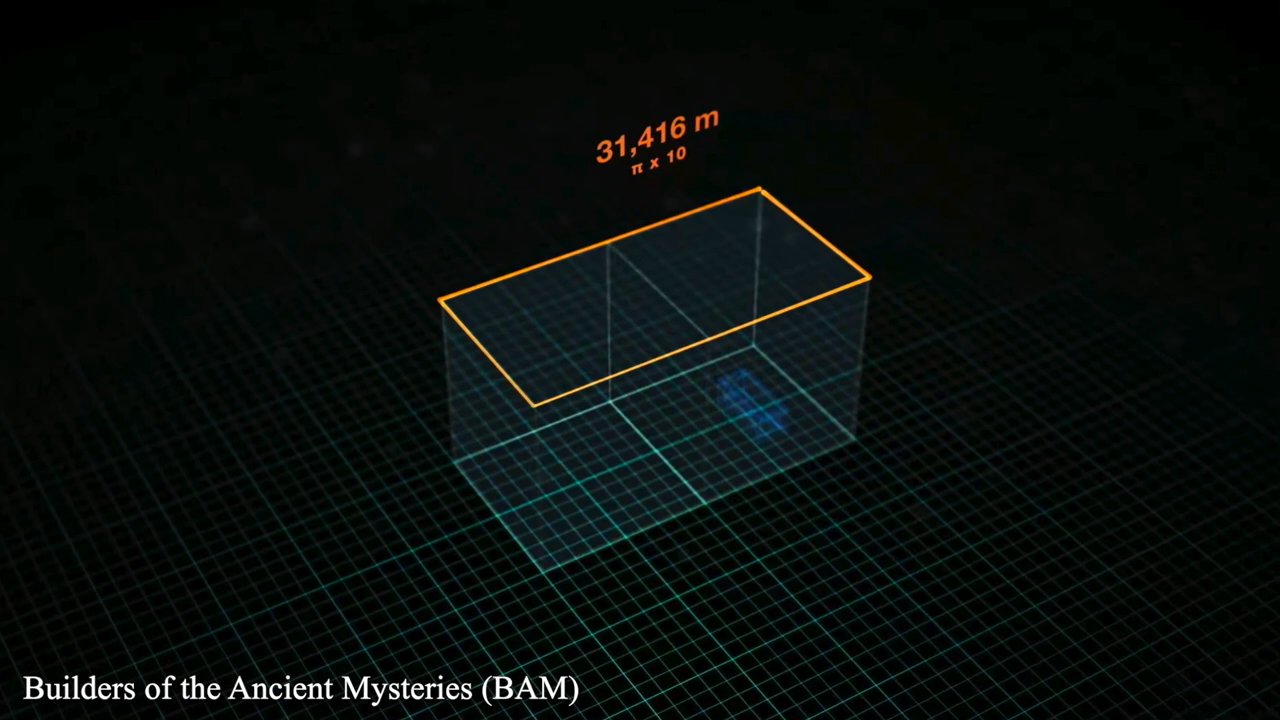 31,416 m
π x 10
Builders of the Ancient Mysteries (BAM)